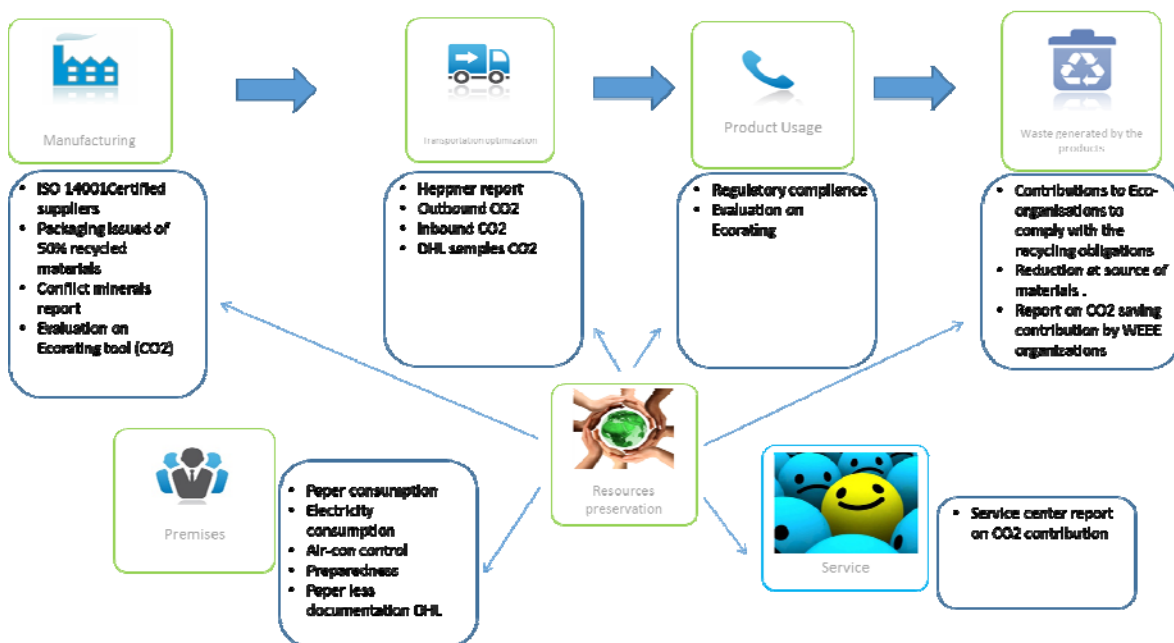 Manufacturing
Transportation optimization
Product Usage
Waste generated by the
products
• ISO 14001Certified
suppliers
• Packaging issued of
50% recycled
materials
• Conflict minerals
report
• Evaluation on
Ecorating tool (CO2)
• Heppner report
• Outbound CO2
• Inbound CO2
• DHL samples CO2
• Regulatory complience
• Evaluation on
Ecorating
• Contributions to Eco-
organisations to
comply with the
recycling obligations
• Reduction at source of
materials .
• Report on CO2 saving
contribution by WEEE
organizations
Premises
• Paper consumption
• Electricity
consumption
• Air-con control
• Preparedness
• Paper less
documentation DHL
Resources
preservation
Service
• Service center report
on CO2 contribution